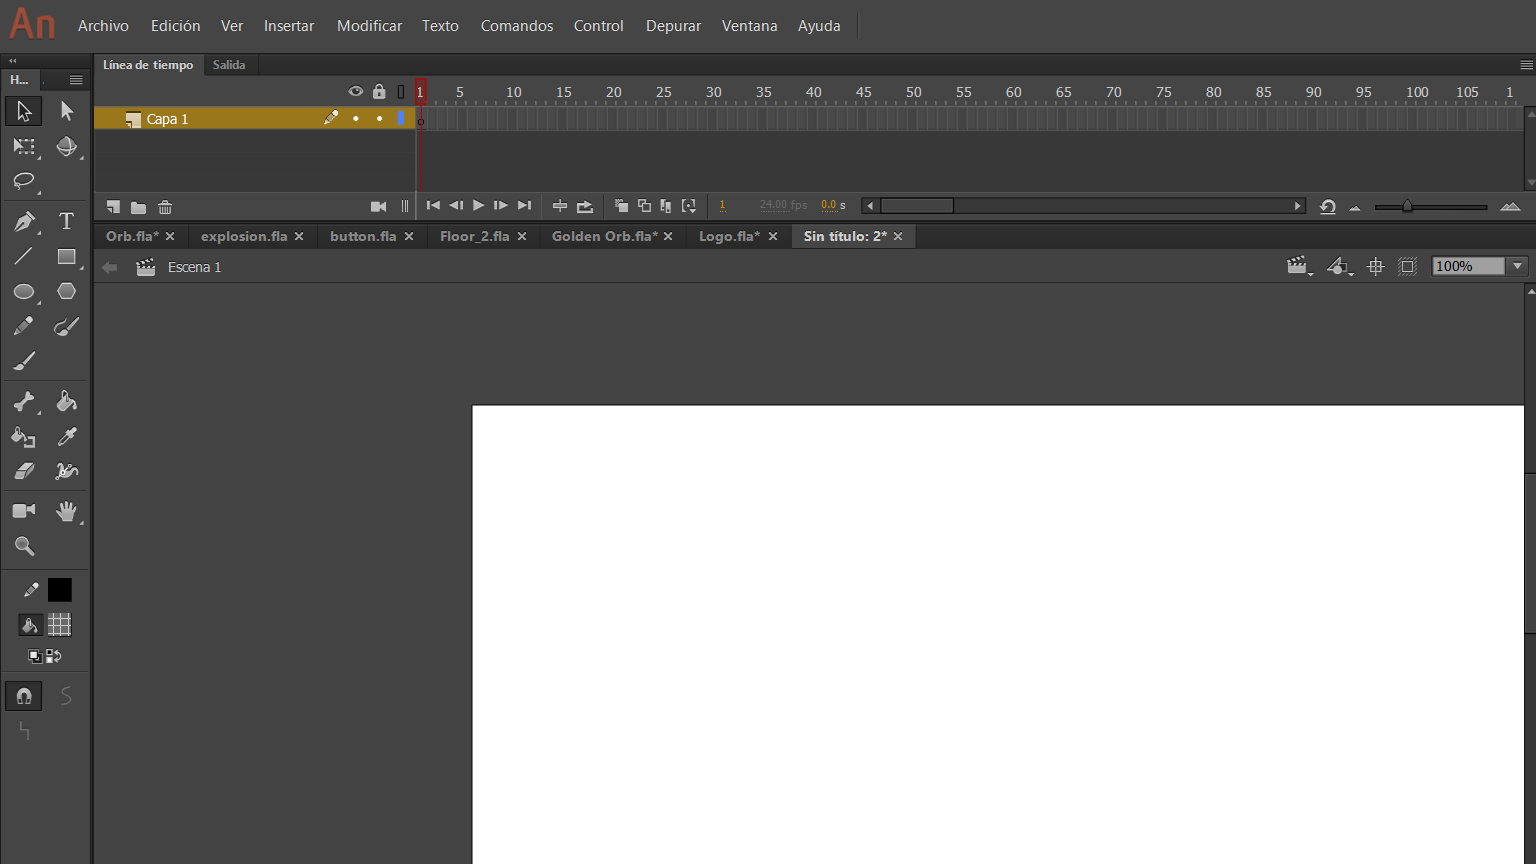 An Archivo Edición Ver Insertar Modificar Texto Comandos Control Depurar Ventana Ayuda
H... Línea de tiempo Salida
1 5 10 15 20 25 30 35 40 45 50 55 60 65 70 75 80 85 90 95 100 105 1
Capa 1
1 24.00 fps 0.0 s
Orb.fla* explosion.fla button.fla Floor_2.fla Golden Orb.fla* Logo.fla* Sin título: 2*
Escena 1 100%
T